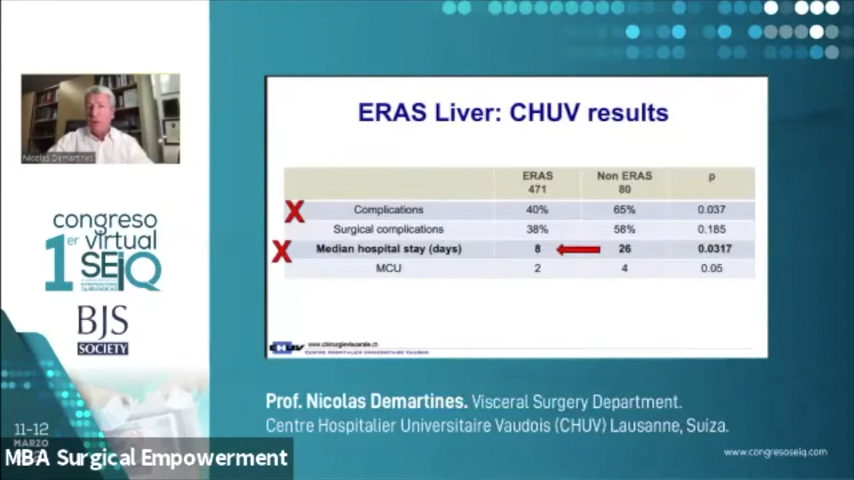 Nicolas Demartines
congreso
1er virtual
SEIQ
BJS
SOCIETY
11-12
MARZO
MBA Surgical Empowerment
ERAS Liver: CHUV results
ERAS
471
Non ERAS
80
p
Complications 40% 65% 0.037
Surgical complications 38% 58% 0.185
Median hospital stay (days) 8 26 0.0317
MCU 2 4 0.05
CHUV
www.chirurgieviscerale.ch
CENTRE HOSPITALIER UNIVERSITAIRE VAUDOIS
Prof. Nicolas Demartines. Visceral Surgery Department.
Centre Hospitalier Universitaire Vaudois (CHUV) Lausanne, Suiza.
www.congresoseiq.com